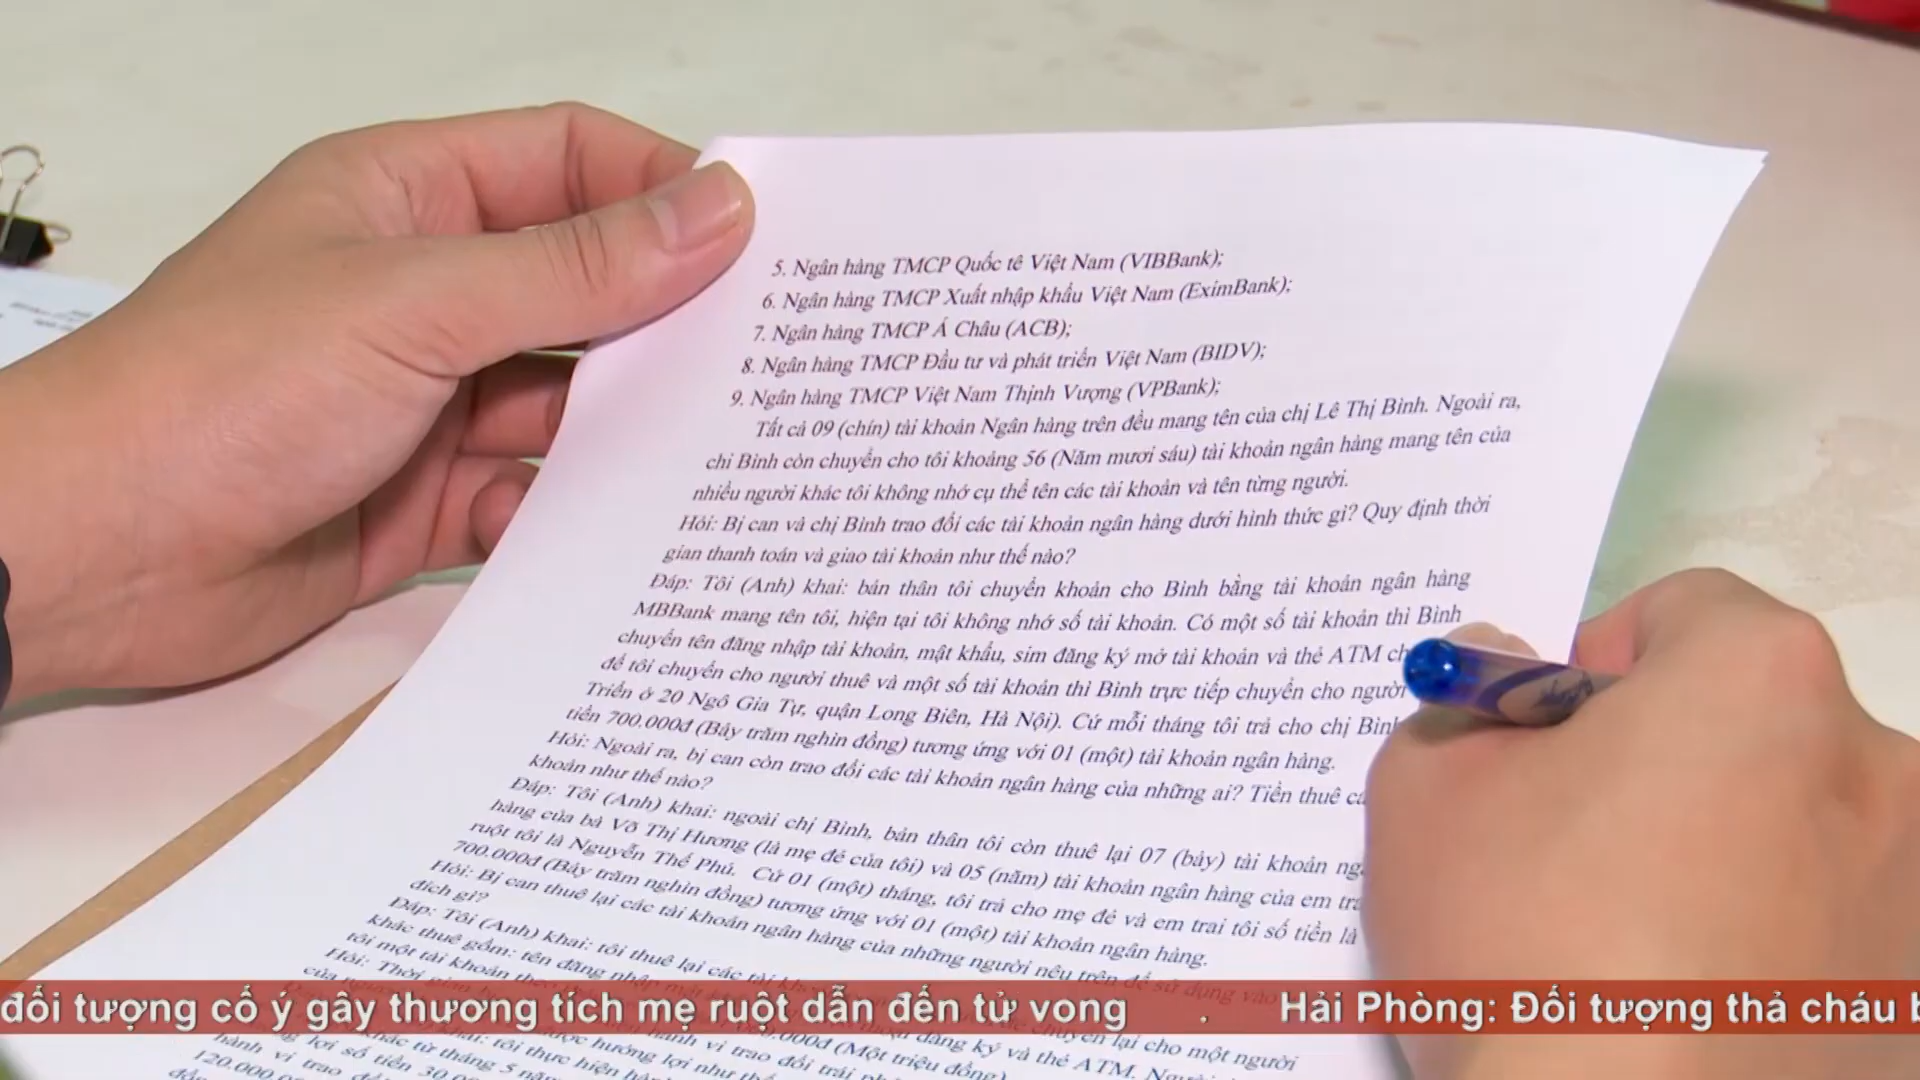 5. Ngân hàng TMCP Quốc tê Việt Nam (VIBBank);
6. Ngân hàng TMCP Xuất nhập khẩu Việt Nam (EximBank);
7. Ngân hàng TMCP Á Châu (ACB);
8. Ngân hàng TMCP Đầu tư và phát triển Việt Nam (BIDV);
9. Ngân hàng TMCP Việt Nam Thịnh Vượng (VPBank);
Tất cả 09 (chín) tài khoản Ngân hàng trên đều mang tên của chị Lê Thị Bình. Ngoài ra,
chị Bình còn chuyển cho tôi khoảng 56 (Năm mươi sáu) tài khoản ngân hàng mang tên của
nhiều người khác tôi không nhớ cụ thể tên các tài khoản và tên từng người.
Hỏi: Bị can và chị Bình trao đổi các tài khoản ngân hàng dưới hình thức gì? Quy định thời
gian thanh toán và giao tài khoản như thế nào?
Đáp: Tôi (Anh) khai: bản thân tôi chuyển khoản cho Bình bằng tài khoản ngân hàng
MBBank mang tên tôi, hiện tại tôi không nhớ số tài khoản. Có một số tài khoản thì Bình
chuyển tên đăng nhập tài khoản, mật khẩu, sim đăng ký mở tài khoản và thẻ ATM
để tôi chuyển cho người thuê và một số tài khoản thì Bình trực tiếp chuyển cho người
Triển ở 20 Ngô Gia Tự, quận Long Biên, Hà Nội). Cứ mỗi tháng tôi trả cho chị Bình
tiền 700.000đ (Bảy trăm nghìn đồng) tương ứng với 01 (một) tài khoản ngân hàng.
Hỏi: Ngoài ra, bị can còn trao đổi các tài khoản ngân hàng của những ai? Tiền thuê
khoản như thế nào?
Đáp: Tôi (Anh) khai: ngoài chị Bình, bản thân tôi còn thuê lại 07 (bảy) tài khoản
hàng của bà Võ Thị Hương (là mẹ đẻ của tôi) và 05 (năm) tài khoản ngân hàng của em
ruột tôi là Nguyễn Thế Phú. Cứ 01 (một) tháng, tôi trả cho mẹ đẻ và em trai tôi số tiền là
700.000đ (Bảy trăm nghìn đồng) tương ứng với 01 (một) tài khoản ngân hàng.
Hỏi: Bị can thuê lại các tài khoản ngân hàng của những người nêu trên để sử dụng vào
đích gì?
Đáp: Tôi (Anh) khai: tôi thuê lại các tài
khác thuê gồm: tên đăng nhập
tôi một tài khoản
đối tượng cố ý gây thương tích mẹ ruột dẫn đến tử vong . Hải Phòng: Đối tượng thả cháu